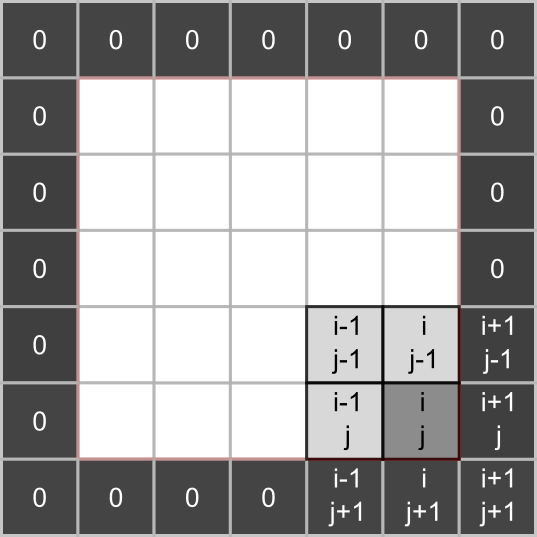 0 0 0 0 0 0 0
0 0
0 0
0 0
0 i-1 i i+1
j-1 j-1 j-1
0 i-1 i i+1
j j j
0 0 0 0 i-1 i i+1
j+1 j+1 j+1